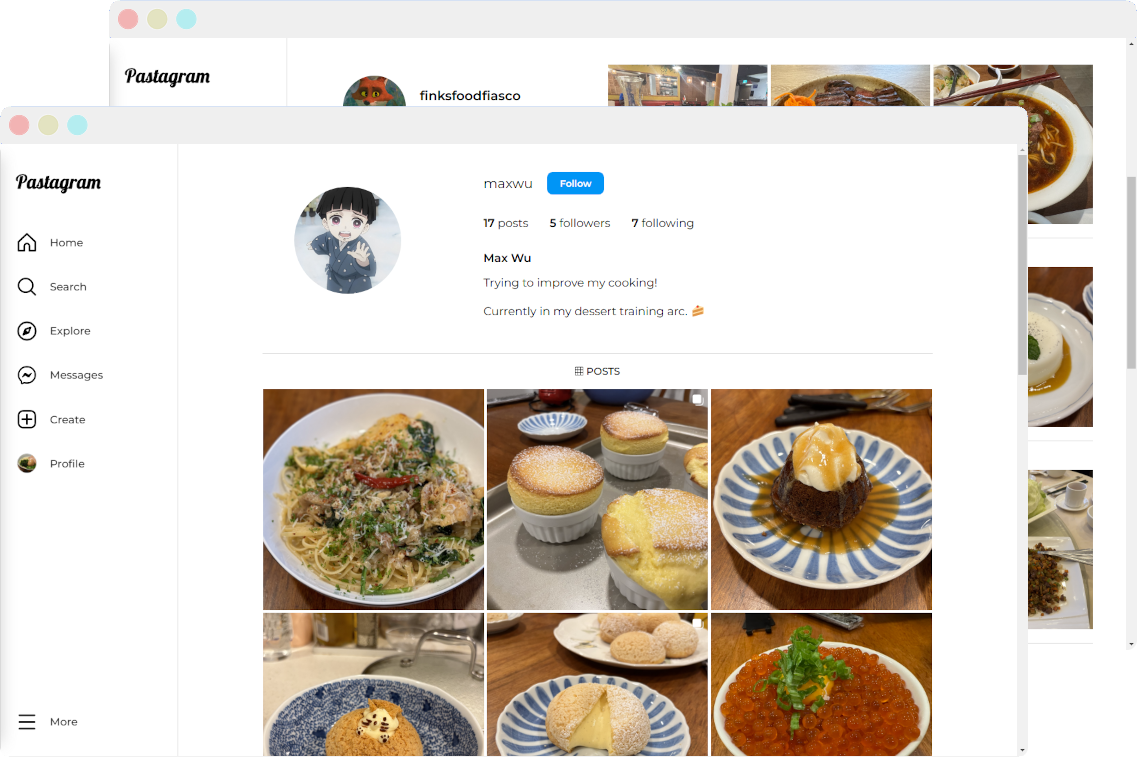 Pastagram
finksfoodfiasco
Pastagram
Home
Search
Explore
Messages
Create
Profile
More
maxwu Follow
17 posts 5 followers 7 following
Max Wu
Trying to improve my cooking!
Currently in my dessert training arc. 🍰
POSTS